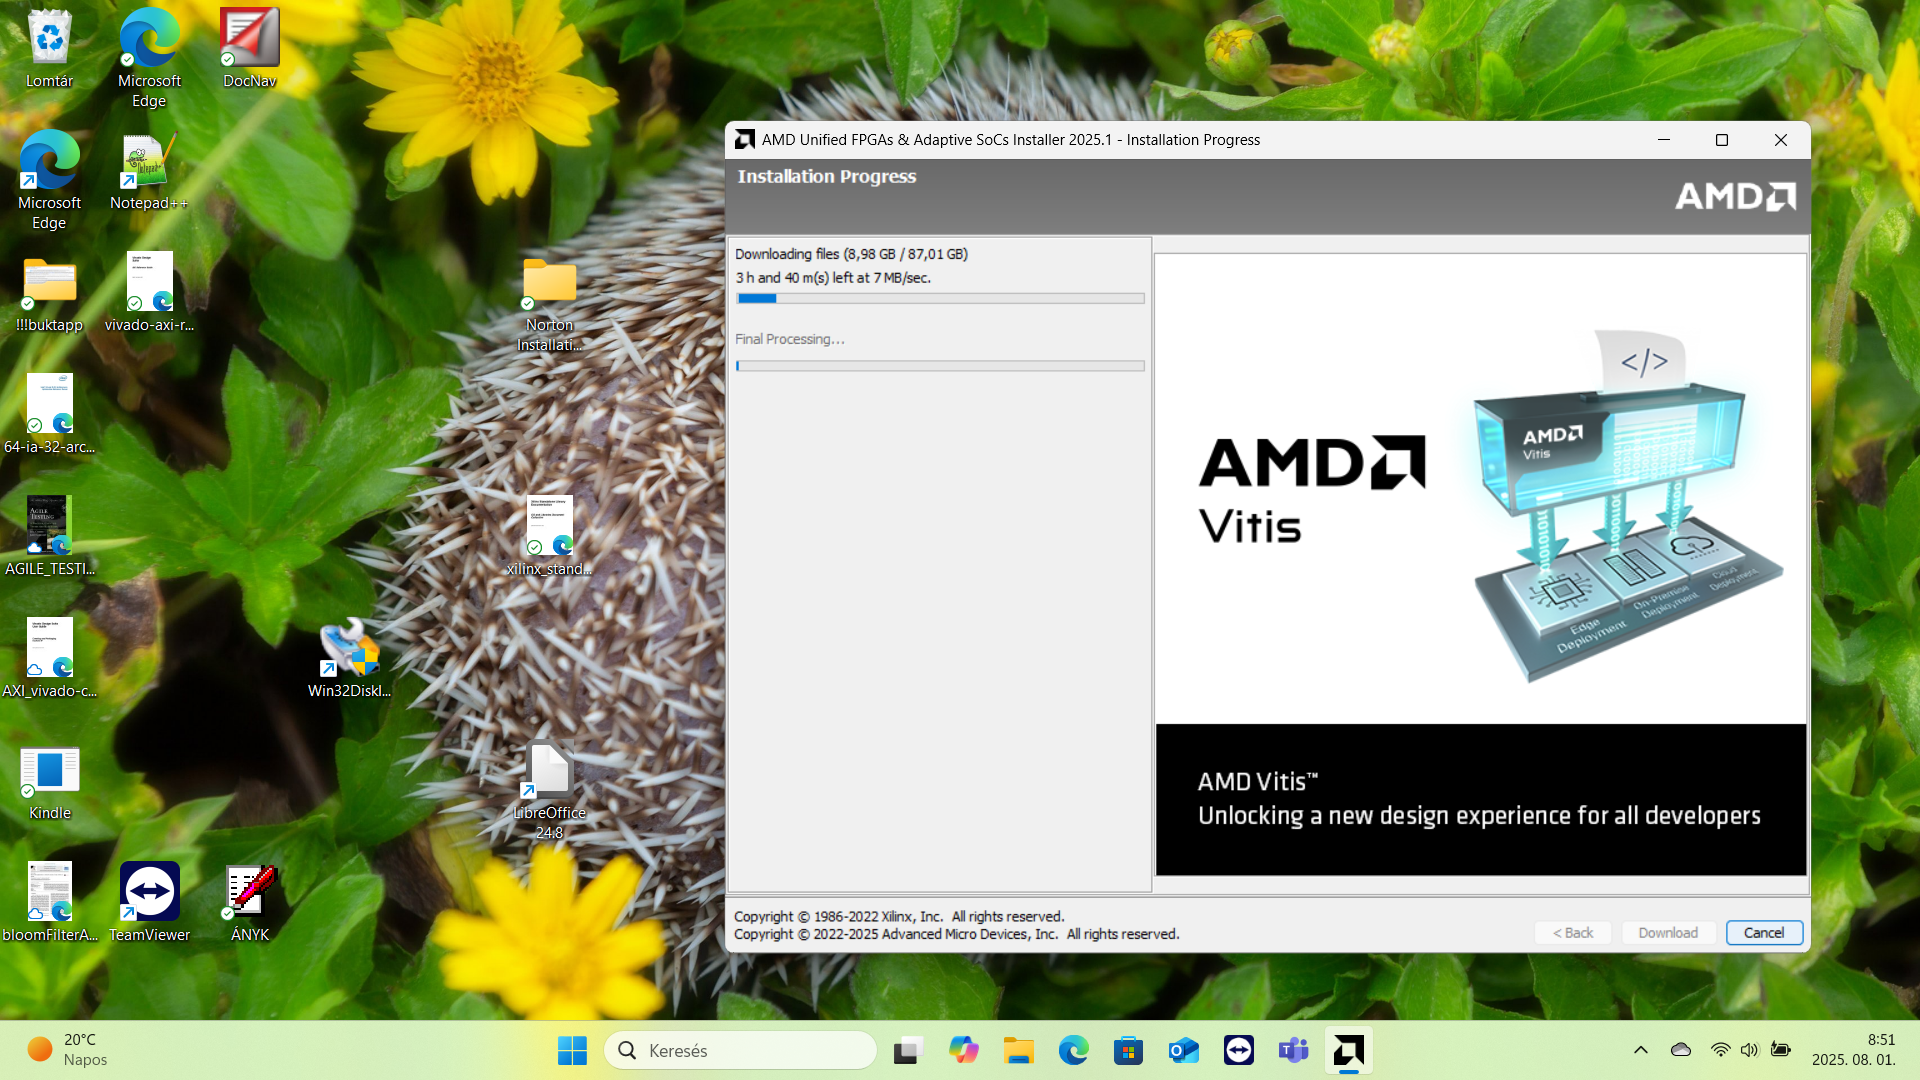 Lomtár
Microsoft
Edge
DocNav
Microsoft
Edge
Notepad++
!!!buktapp
vivado-axi-r...
64-ia-32-arc...
AGILE_TESTI...
AXI_vivado-c...
Kindle
bloomFilterA...
TeamViewer
ÁNYK
Norton
Installati...
xilinx_stand...
Win32DiskI...
LibreOffice
24.8
AMD Unified FPGAs & Adaptive SoCs Installer 2025.1 - Installation Progress
Installation Progress
AMD
Downloading files (8,98 GB / 87,01 GB)
3 h and 40 m(s) left at 7 MB/sec.
Final Processing...
</>
AMD
Vitis
AMD
Vitis
Edge
Deployment
On-Premise
Deployment
Cloud
Deployment
AMD Vitis™
Unlocking a new design experience for all developers
Copyright © 1986-2022 Xilinx, Inc. All rights reserved.
Copyright © 2022-2025 Advanced Micro Devices, Inc. All rights reserved.
< Back
Download
Cancel
20°C
Napos
Keresés
8:51
2025. 08. 01.